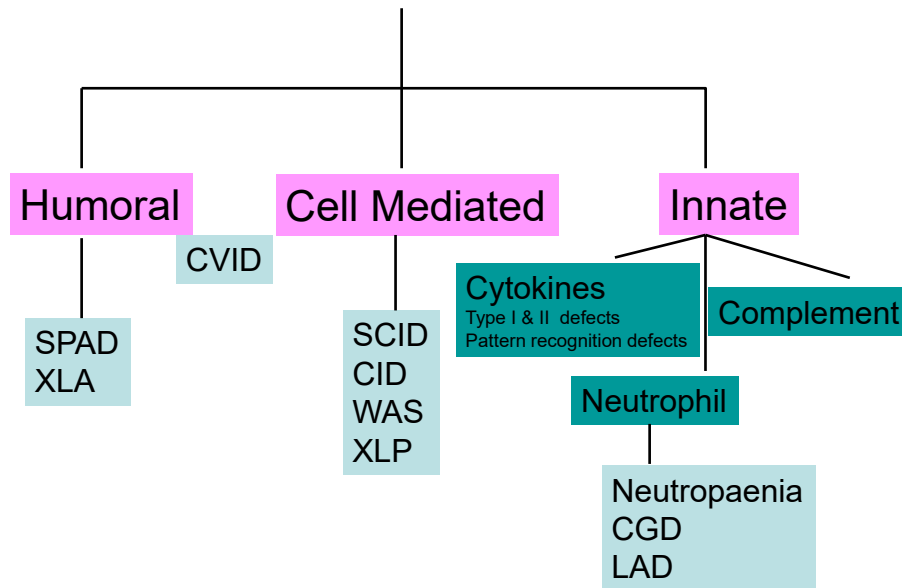 Humoral
CVID
SPAD
XLA
Cell Mediated
SCID
CID
WAS
XLP
Innate
Cytokines
Type I & II defects
Pattern recognition defects
Complement
Neutrophil
Neutropaenia
CGD
LAD